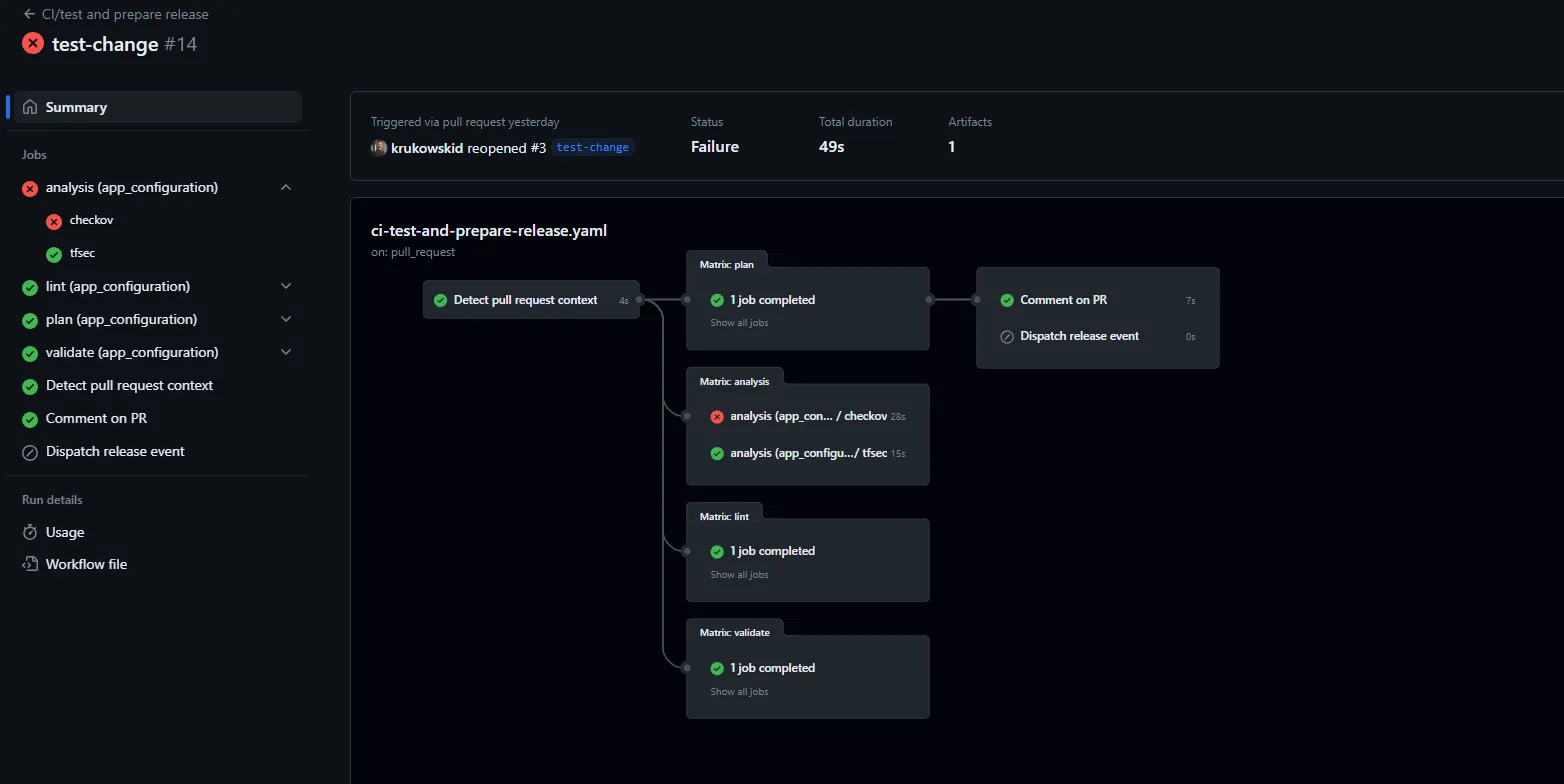 CI/test and prepare release
test-change #14
Summary
Jobs
analysis (app_configuration)
checkov
tfsec
lint (app_configuration)
plan (app_configuration)
validate (app_configuration)
Detect pull request context
Comment on PR
Dispatch release event
Run details
Usage
Workflow file
Triggered via pull request yesterday
krukowskid reopened #3 test-change
Status
Failure
Total duration
49s
Artifacts
1
ci-test-and-prepare-release.yaml
on: pull_request
Detect pull request context 4s
Matrix: plan
1 job completed
Show all jobs
Comment on PR 7s
Dispatch release event 0s
Matrix: analysis
analysis (app_con... / checkov 28s
analysis (app_configu.../ tfsec 15s
Matrix: lint
1 job completed
Show all jobs
Matrix: validate
1 job completed
Show all jobs